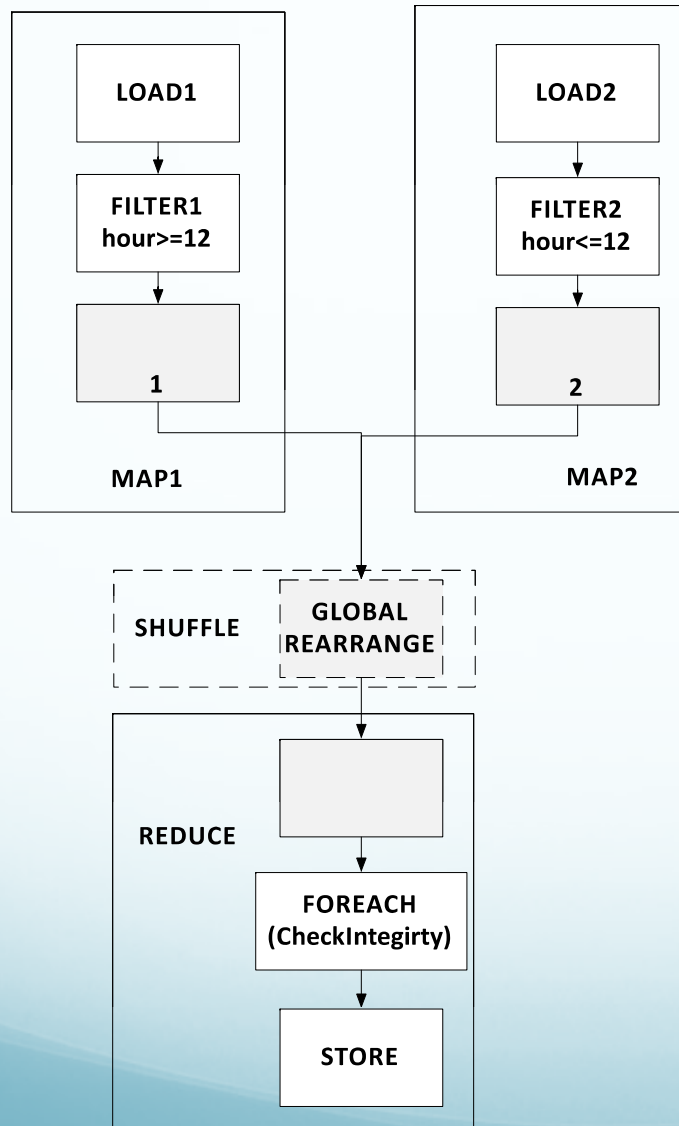 LOAD1
FILTER1
hour>=12
1
MAP1
LOAD2
FILTER2
hour<=12
2
MAP2
SHUFFLE
GLOBAL
REARRANGE
REDUCE
FOREACH
(CheckIntegirty)
STORE